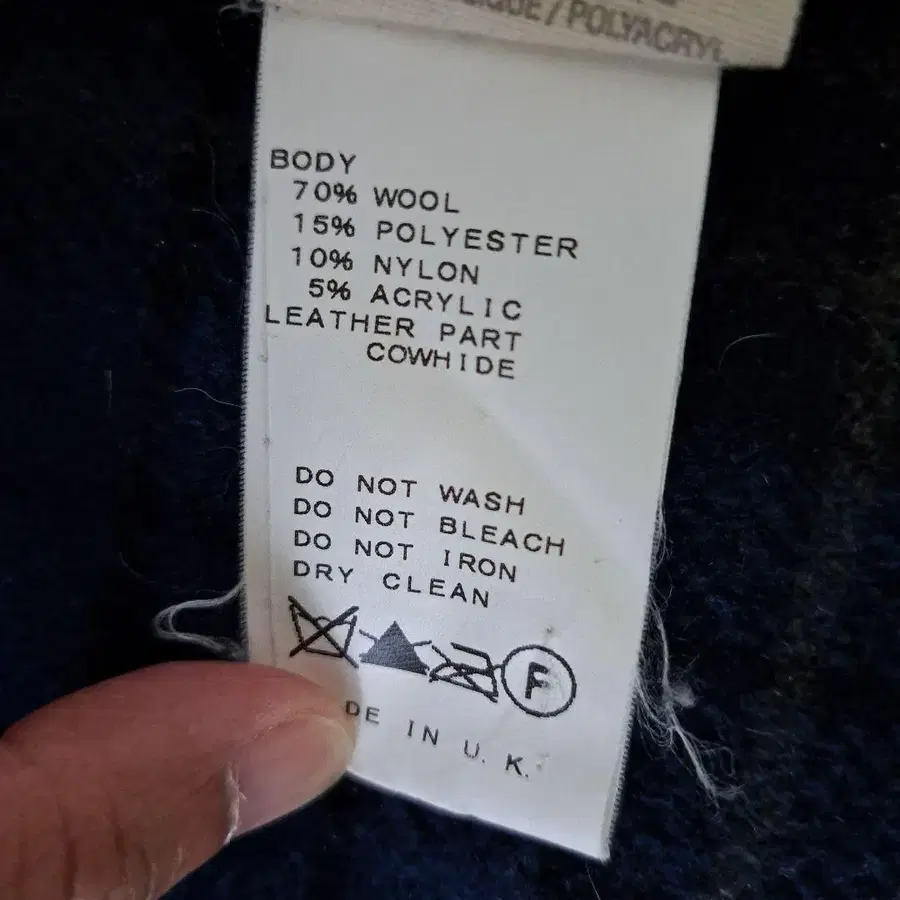 /POLYACRYL
BODY
70% WOOL
15% POLYESTER
10% NYLON
5% ACRYLIC
LEATHER PART
COWHIDE
DO NOT WASH
DO NOT BLEACH
DO NOT IRON
DRY CLEAN
F
DE IN U. K.